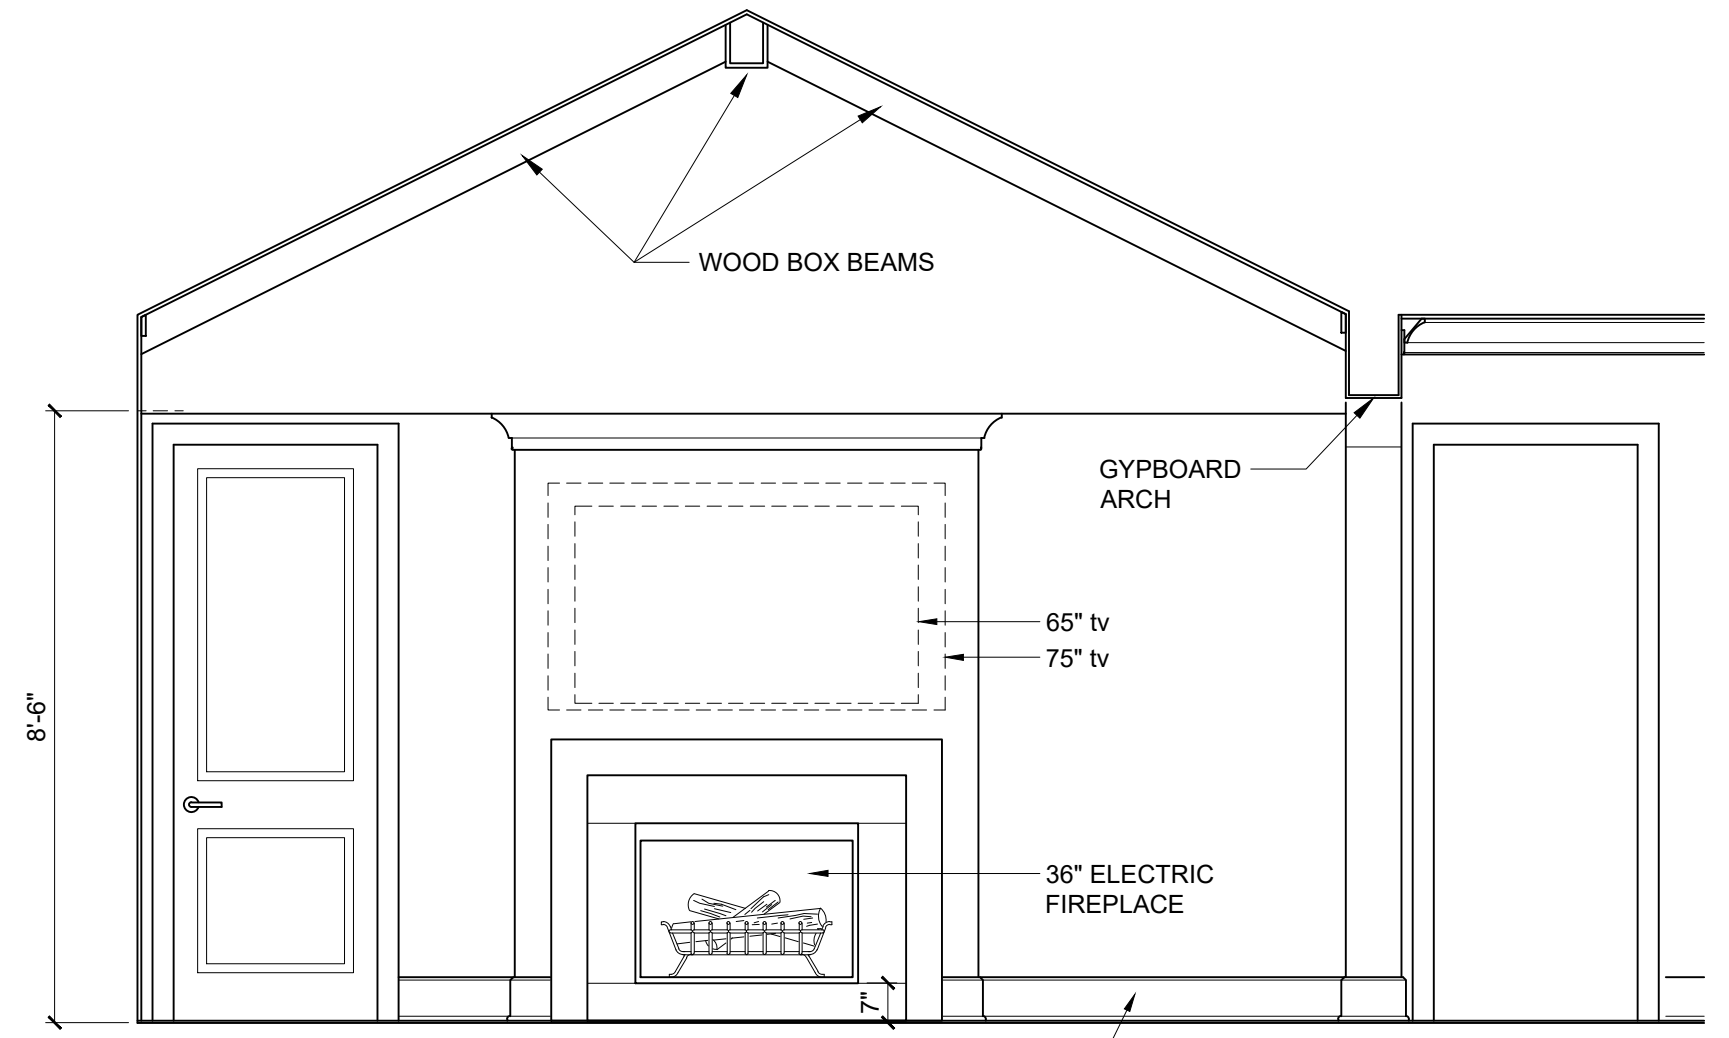 WOOD BOX BEAMS
GYPBOARD
ARCH
65" tv
75" tv
8'-6"
36" ELECTRIC
FIREPLACE
7"